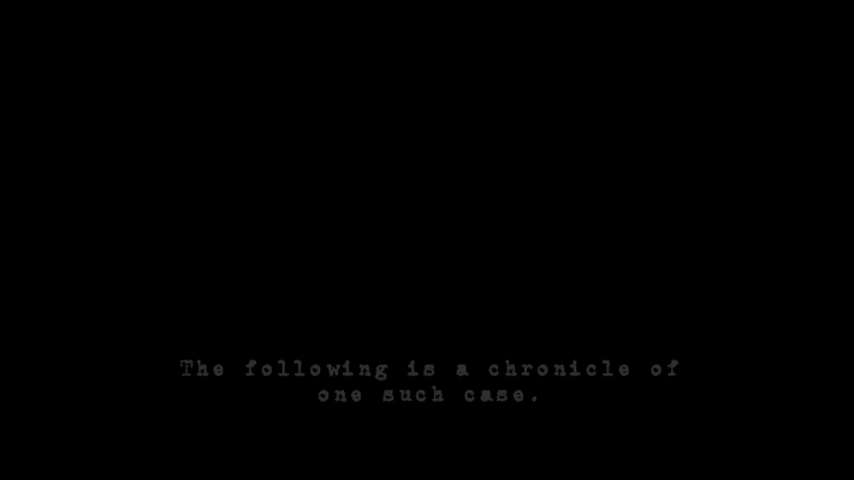 The following is a chronicle of
one such case.